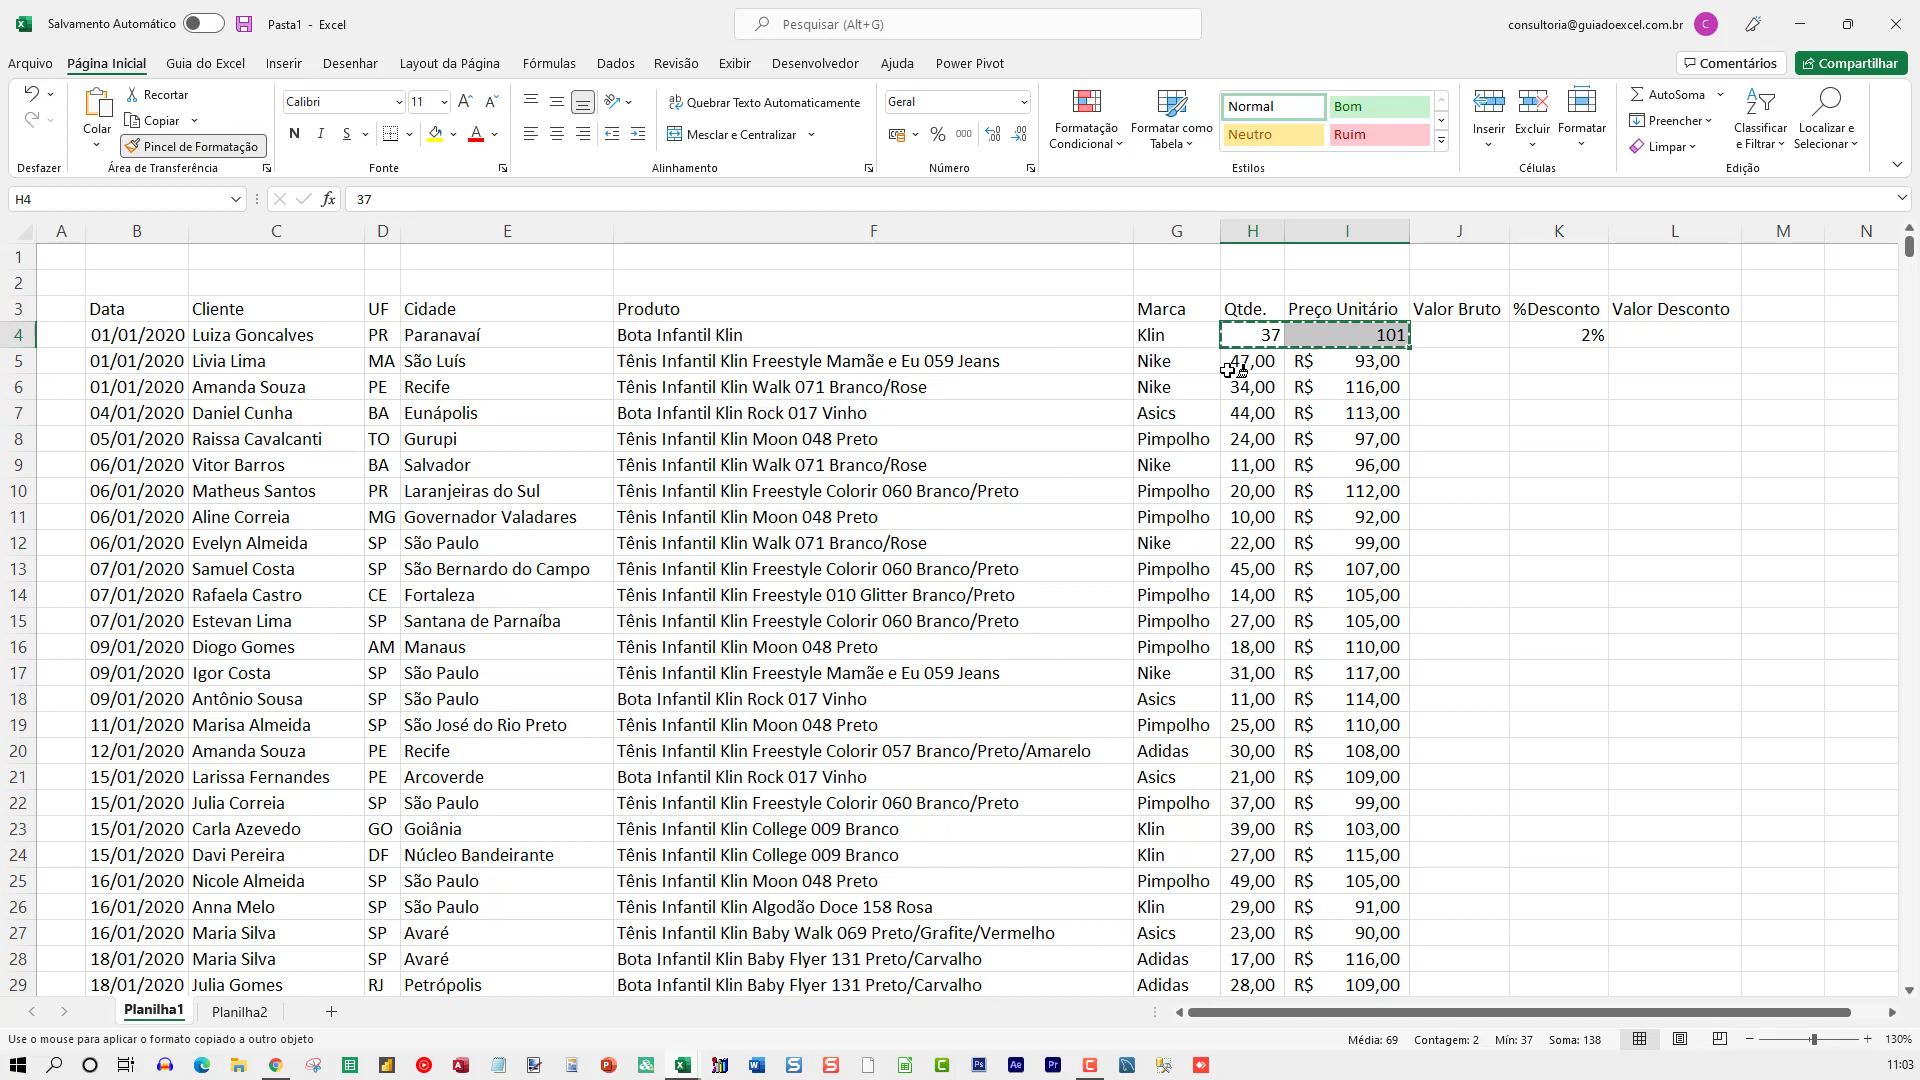 Salvamento Automático
Pasta1 - Excel
Pesquisar (Alt+G)
consultoria@guiadoexcel.com.br
C
Arquivo
Página Inicial
Guia do Excel
Inserir
Desenhar
Layout da Página
Fórmulas
Dados
Revisão
Exibir
Desenvolvedor
Ajuda
Power Pivot
Comentários
Compartilhar
Desfazer
Colar
Recortar
Copiar
Pincel de Formatação
Área de Transferência
Calibri
11
N I S
Fonte
Quebrar Texto Automaticamente
Mesclar e Centralizar
Alinhamento
Geral
% 000
Número
Formatação Condicional
Formatar como Tabela
Normal
Bom
Neutro
Ruim
Estilos
Inserir
Excluir
Formatar
Células
AutoSoma
Preencher
Limpar
Classificar e Filtrar
Localizar e Selecionar
Edição
H4
fx
37
A B C D E F G H I J K L M N
1
2
3 Data Cliente UF Cidade Produto Marca Qtde. Preço Unitário Valor Bruto %Desconto Valor Desconto
4 01/01/2020 Luiza Goncalves PR Paranavaí Bota Infantil Klin Klin 37 101 2%
5 01/01/2020 Livia Lima MA São Luís Tênis Infantil Klin Freestyle Mamãe e Eu 059 Jeans Nike 47,00 R$ 93,00
6 01/01/2020 Amanda Souza PE Recife Tênis Infantil Klin Walk 071 Branco/Rose Nike 34,00 R$ 116,00
7 04/01/2020 Daniel Cunha BA Eunápolis Bota Infantil Klin Rock 017 Vinho Asics 44,00 R$ 113,00
8 05/01/2020 Raissa Cavalcanti TO Gurupi Tênis Infantil Klin Moon 048 Preto Pimpolho 24,00 R$ 97,00
9 06/01/2020 Vitor Barros BA Salvador Tênis Infantil Klin Walk 071 Branco/Rose Nike 11,00 R$ 96,00
10 06/01/2020 Matheus Santos PR Laranjeiras do Sul Tênis Infantil Klin Freestyle Colorir 060 Branco/Preto Pimpolho 20,00 R$ 112,00
11 06/01/2020 Aline Correia MG Governador Valadares Tênis Infantil Klin Moon 048 Preto Pimpolho 10,00 R$ 92,00
12 06/01/2020 Evelyn Almeida SP São Paulo Tênis Infantil Klin Walk 071 Branco/Rose Nike 22,00 R$ 99,00
13 07/01/2020 Samuel Costa SP São Bernardo do Campo Tênis Infantil Klin Freestyle Colorir 060 Branco/Preto Pimpolho 45,00 R$ 107,00
14 07/01/2020 Rafaela Castro CE Fortaleza Tênis Infantil Klin Freestyle 010 Glitter Branco/Preto Pimpolho 14,00 R$ 105,00
15 07/01/2020 Estevan Lima SP Santana de Parnaíba Tênis Infantil Klin Freestyle Colorir 060 Branco/Preto Pimpolho 27,00 R$ 105,00
16 09/01/2020 Diogo Gomes AM Manaus Tênis Infantil Klin Moon 048 Preto Pimpolho 18,00 R$ 110,00
17 09/01/2020 Igor Costa SP São Paulo Tênis Infantil Klin Freestyle Mamãe e Eu 059 Jeans Nike 31,00 R$ 117,00
18 09/01/2020 Antônio Sousa SP São Paulo Bota Infantil Klin Rock 017 Vinho Asics 11,00 R$ 114,00
19 11/01/2020 Marisa Almeida SP São José do Rio Preto Tênis Infantil Klin Moon 048 Preto Pimpolho 25,00 R$ 110,00
20 12/01/2020 Amanda Souza PE Recife Tênis Infantil Klin Freestyle Colorir 057 Branco/Preto/Amarelo Adidas 30,00 R$ 108,00
21 15/01/2020 Larissa Fernandes PE Arcoverde Bota Infantil Klin Rock 017 Vinho Asics 21,00 R$ 109,00
22 15/01/2020 Julia Correia SP São Paulo Tênis Infantil Klin Freestyle Colorir 060 Branco/Preto Pimpolho 37,00 R$ 99,00
23 15/01/2020 Carla Azevedo GO Goiânia Tênis Infantil Klin College 009 Branco Klin 39,00 R$ 103,00
24 15/01/2020 Davi Pereira DF Núcleo Bandeirante Tênis Infantil Klin College 009 Branco Klin 27,00 R$ 115,00
25 16/01/2020 Nicole Almeida SP São Paulo Tênis Infantil Klin Moon 048 Preto Pimpolho 49,00 R$ 105,00
26 16/01/2020 Anna Melo SP São Paulo Tênis Infantil Klin Algodão Doce 158 Rosa Klin 29,00 R$ 91,00
27 16/01/2020 Maria Silva SP Avaré Tênis Infantil Klin Baby Walk 069 Preto/Grafite/Vermelho Asics 23,00 R$ 90,00
28 18/01/2020 Maria Silva SP Avaré Bota Infantil Klin Baby Flyer 131 Preto/Carvalho Adidas 17,00 R$ 116,00
29 18/01/2020 Julia Gomes RJ Petrópolis Bota Infantil Klin Baby Flyer 131 Preto/Carvalho Adidas 28,00 R$ 109,00
Planilha1
Planilha2
Use o mouse para aplicar o formato copiado a outro objeto
Média: 69
Contagem: 2
Mín: 37
Soma: 138
130%
11:03